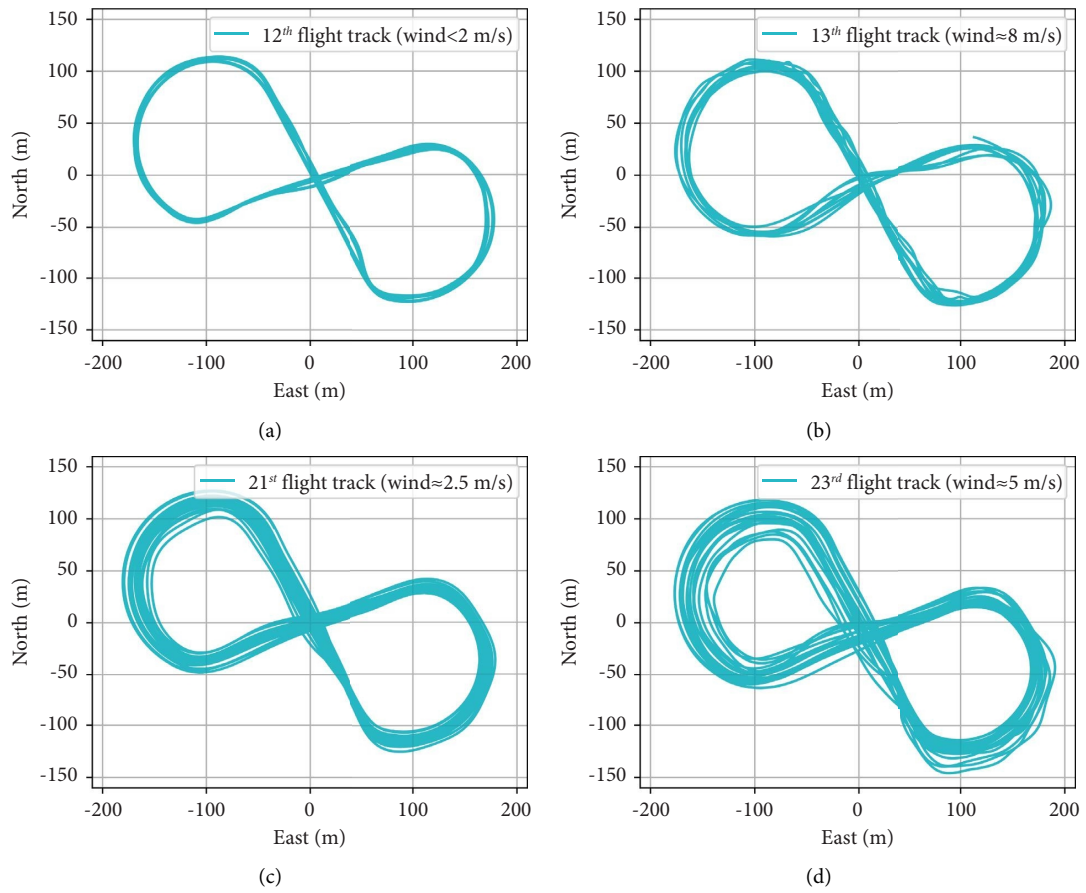 150
100
50
0
-50
-100
-150
North (m)
12th flight track (wind<2 m/s)
-200 -100 0 100 200
East (m)
(a)
150
100
50
0
-50
-100
-150
North (m)
13th flight track (wind≈8 m/s)
-200 -100 0 100 200
East (m)
(b)
150
100
50
0
-50
-100
-150
North (m)
21st flight track (wind≈2.5 m/s)
-200 -100 0 100 200
East (m)
(c)
150
100
50
0
-50
-100
-150
North (m)
23rd flight track (wind≈5 m/s)
-200 -100 0 100 200
East (m)
(d)